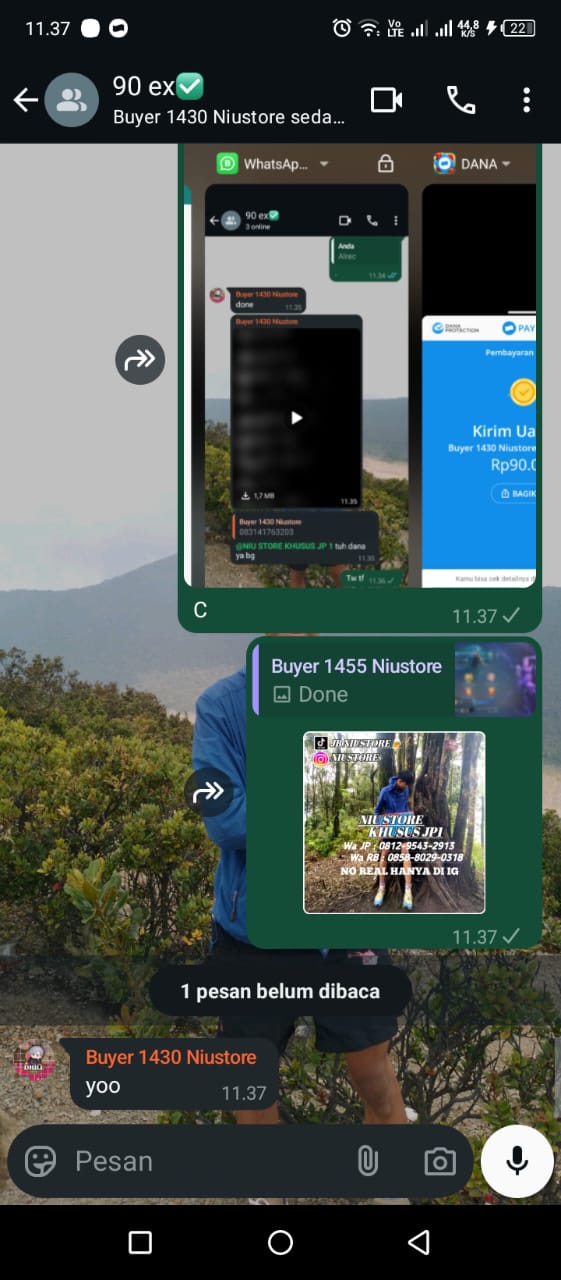 11.37
Vo
LTE
44,8
K/S
22
90 ex✅
Buyer 1430 Niustore seda...
WhatsAp...
DANA
90 ex✅
3 online
Anda
Alrec
11.34
Buyer 1430 Niustore
done
11.35
Buyer 1430 Niustore
1,7 MB
11.35
Buyer 1430 Niustore
083141763203
@NIU STORE KHUSUS JP 1 tuh dana
ya bg
11.35
Tw tf
11.36
DANA
PROTECTION
PAY
Pembayaran
Kirim Ua
Buyer 1430 Niustore
Rp90.0
BAGIK
Kamu bisa cek detailnya d
C
11.37
Buyer 1455 Niustore
Done
JB NIUSTORE
NIUSTORE
NIU STORE
KHUSUS JP1
Wa JP : 0812-9543-2913
Wa RB : 0858-8029-0318
NO REAL HANYA DI IG
11.37
1 pesan belum dibaca
Buyer 1430 Niustore
yoo
11.37
Pesan